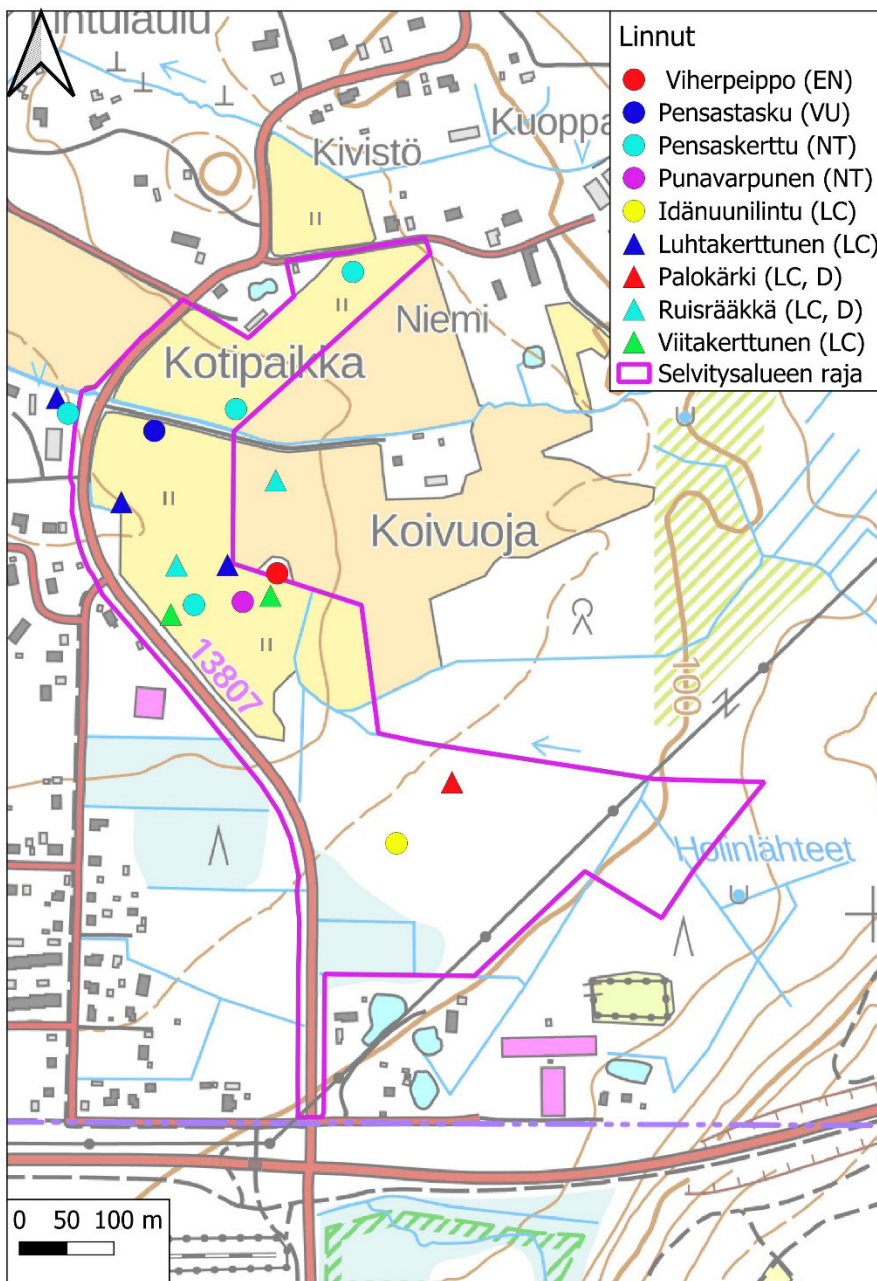 Linnut
Viherpeippo (EN)
Pensastasku (VU)
Pensaskerttu (NT)
Punavarpunen (NT)
Idänuunilintu (LC)
Luhtakerttunen (LC)
Palokärki (LC, D)
Ruisrääkkä (LC, D)
Viitakerttunen (LC)
Selvitysalueen raja
Kivistö
Niemi
Kotipaikka
Koivuoja
13807
100
Holinlähteet
0 50 100 m